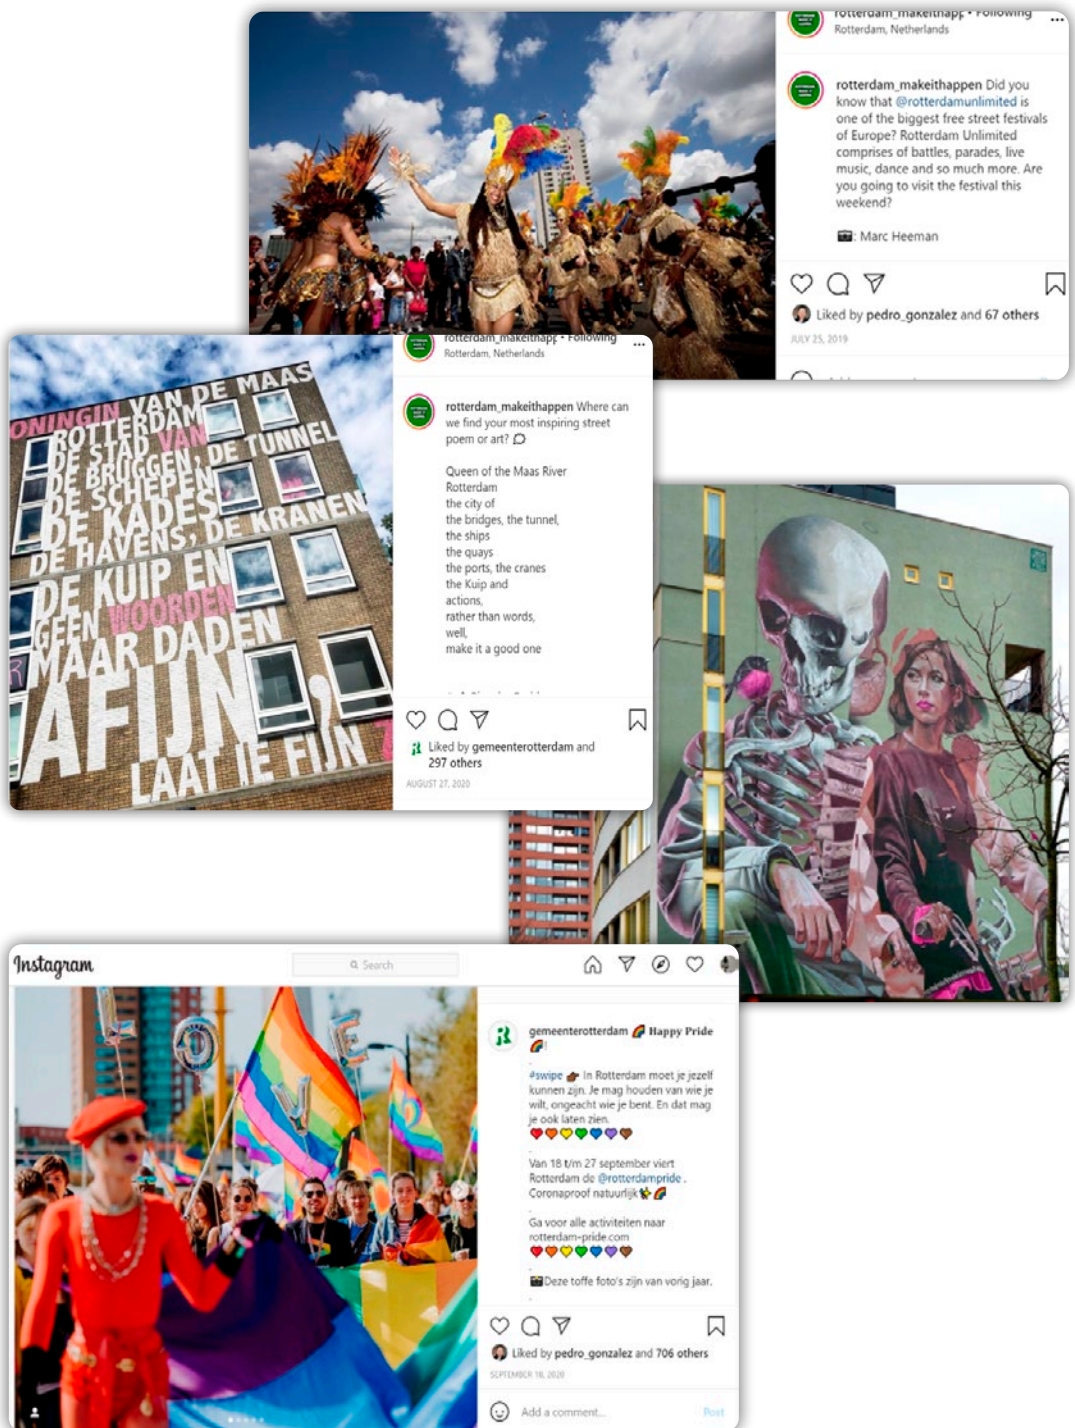 rotterdam_makeithapp • Following
Rotterdam, Netherlands
rotterdam_makeithappen Did you
know that @rotterdamunlimited is
one of the biggest free street festivals
of Europe? Rotterdam Unlimited
comprises of battles, parades, live
music, dance and so much more. Are
you going to visit the festival this
weekend?
📷: Marc Heeman
Liked by pedro_gonzalez and 67 others
JULY 25, 2019
ONINGIN VAN DE MAAS
ROTTERDAM
DE STAD VAN
DE BRUGGEN, DE TUNNEL
DE SCHEPEN
DE KADES
DE HAVENS, DE KRANEN
DE KUIP EN
GEEN WOORDEN
MAAR DADEN
AFIJN,
LAAT JE FIJN
rotterdam_makeithapp • Following
Rotterdam, Netherlands
rotterdam_makeithappen Where can
we find your most inspiring street
poem or art? 💭
Queen of the Maas River
Rotterdam
the city of
the bridges, the tunnel,
the ships
the quays
the ports, the cranes
the Kuip and
actions,
rather than words,
well,
make it a good one
Liked by gemeenterotterdam and
297 others
AUGUST 27, 2020
Instagram
Search
LOVE
gemeenterotterdam 🌈 Happy Pride
🌈!
.
#swipe 👉🏾 In Rotterdam moet je jezelf
kunnen zijn. Je mag houden van wie je
wilt, ongeacht wie je bent. En dat mag
je ook laten zien.
❤️🧡💛💚💙💜🤎
.
Van 18 t/m 27 september viert
Rotterdam de @rotterdampride .
Coronaproof natuurlijk 🌈
.
Ga voor alle activiteiten naar
rotterdam-pride.com
❤️🧡💛💚💙💜🤎
.
📸Deze toffe foto's zijn van vorig jaar.
.
Liked by pedro_gonzalez and 706 others
SEPTEMBER 18, 2020
Add a comment...
Post